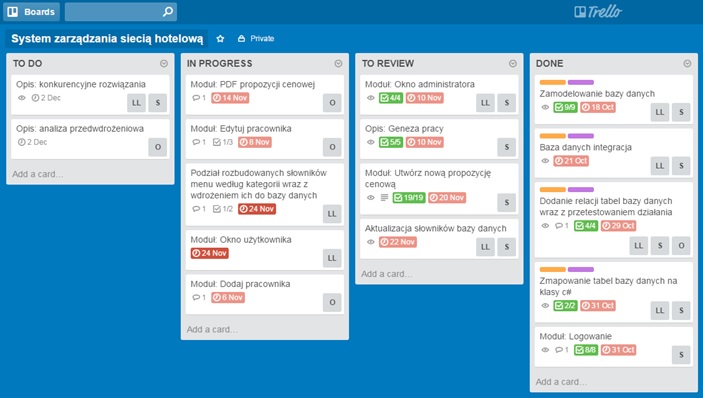 Boards
Trello
System zarządzania siecią hotelową
Private
TO DO
Opis: konkurencyjne rozwiązania
2 Dec
LL S
Opis: analiza przedwdrożeniowa
2 Dec
O
Add a card...
IN PROGRESS
Moduł: PDF propozycji cenowej
1 14 Nov
O
Moduł: Edytuj pracownika
1 1/3 6 Nov
O
Podział rozbudowanych słowników
menu według kategorii wraz z
wdrożeniem ich do bazy danych
1 1/2 24 Nov
LL
Moduł: Okno użytkownika
24 Nov
LL
Moduł: Dodaj pracownika
1 6 Nov
O
Add a card...
TO REVIEW
Moduł: Okno administratora
4/4 10 Nov
LL S
Opis: Geneza pracy
5/5 10 Nov
S
Moduł: Utwórz nową propozycję
cenową
19/19 20 Nov
S
Aktualizacja słowników bazy danych
22 Nov
LL S
Add a card...
DONE
Zamodelowanie bazy danych
9/9 18 Oct
LL S
Baza danych integracja
21 Oct
LL S
Dodanie relacji tabel bazy danych
wraz z przetestowaniem działania
1 4/4 29 Oct
LL S O
Zmapowanie tabel bazy danych na
klasy c#
2/2 31 Oct
LL S
Moduł: Logowanie
1 8/8 31 Oct
S
Add a card...